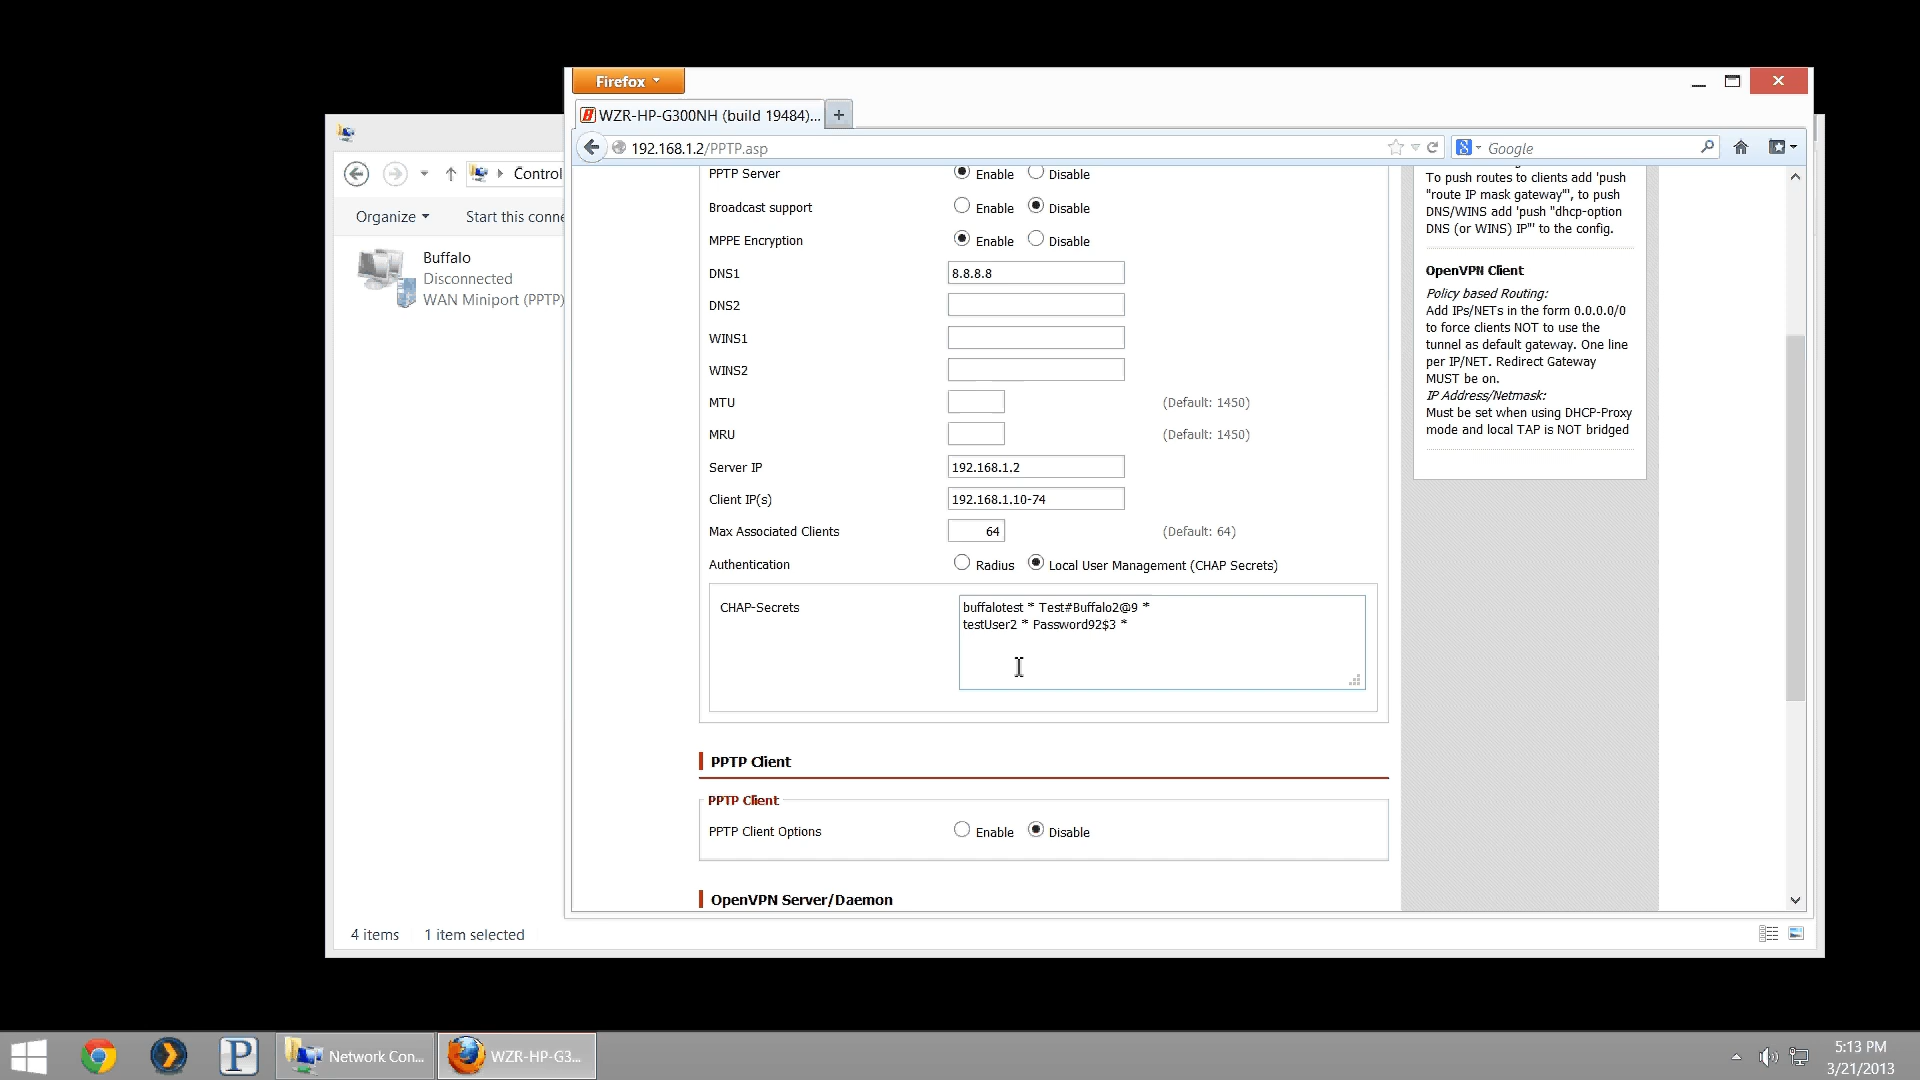 Firefox
WZR-HP-G300NH (build 19484)...
192.168.1.2/PPTP.asp
Google
Control
Organize
Start this conne
Buffalo
Disconnected
WAN Miniport (PPTP)
PPTP Server Enable Disable
Broadcast support Enable Disable
MPPE Encryption Enable Disable
DNS1 8.8.8.8
DNS2
WINS1
WINS2
MTU (Default: 1450)
MRU (Default: 1450)
Server IP 192.168.1.2
Client IP(s) 192.168.1.10-74
Max Associated Clients 64 (Default: 64)
Authentication Radius Local User Management (CHAP Secrets)
CHAP-Secrets buffalotest * Test#Buffalo2@9 *
testUser2 * Password92$3 *
PPTP Client
PPTP Client
PPTP Client Options Enable Disable
OpenVPN Server/Daemon
To push routes to clients add 'push
"route IP mask gateway"', to push
DNS/WINS add 'push "dhcp-option
DNS (or WINS) IP"' to the config.
OpenVPN Client
Policy based Routing:
Add IPs/NETs in the form 0.0.0.0/0
to force clients NOT to use the
tunnel as default gateway. One line
per IP/NET. Redirect Gateway
MUST be on.
IP Address/Netmask:
Must be set when using DHCP-Proxy
mode and local TAP is NOT bridged
4 items 1 item selected
P
Network Con...
WZR-HP-G3...
5:13 PM
3/21/2013